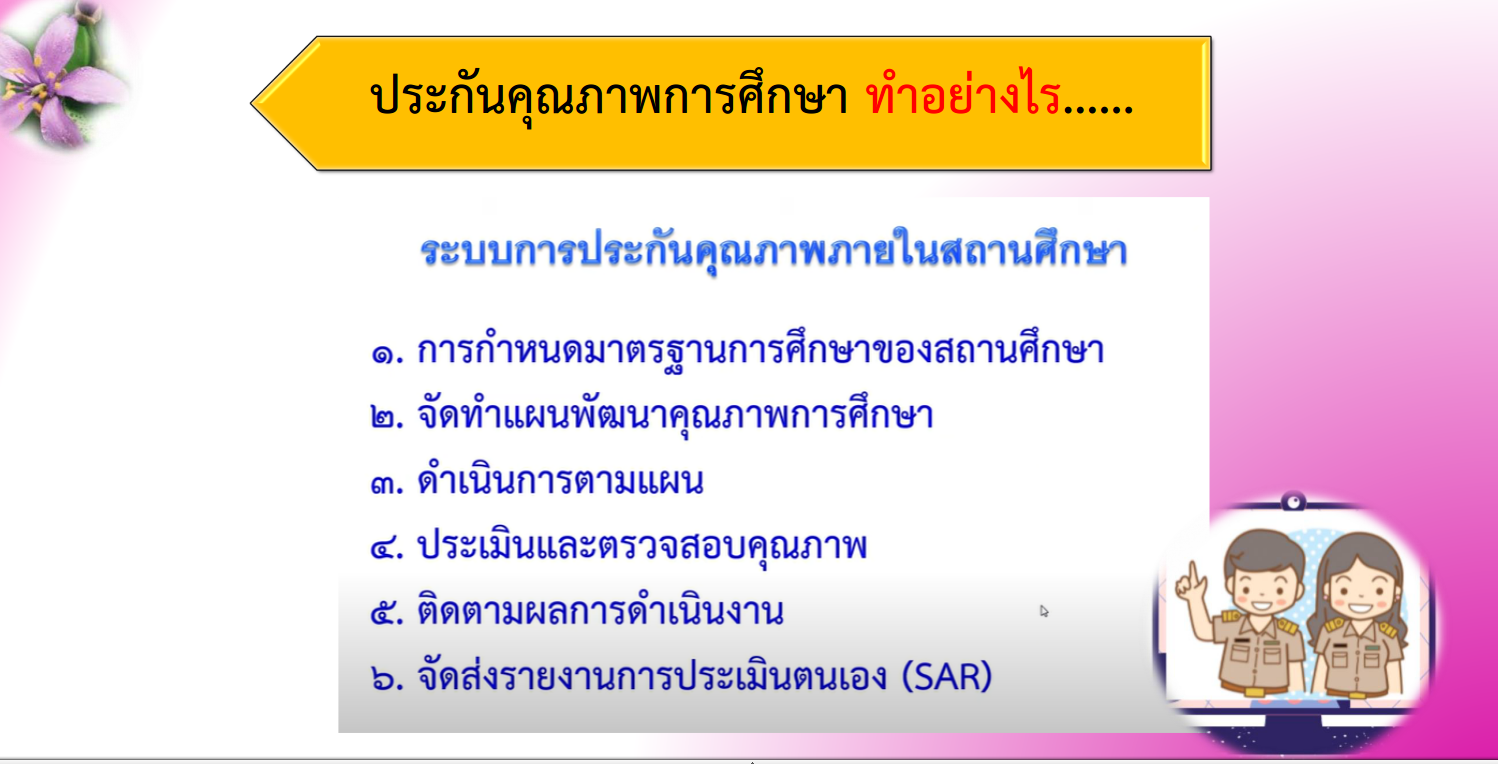 ประกันคุณภาพการศึกษา ทำอย่างไร......
ระบบการประกันคุณภาพภายในสถานศึกษา
๑. การกำหนดมาตรฐานการศึกษาของสถานศึกษา
๒. จัดทำแผนพัฒนาคุณภาพการศึกษา
๓. ดำเนินการตามแผน
๔. ประเมินและตรวจสอบคุณภาพ
๕. ติดตามผลการดำเนินงาน
๖. จัดส่งรายงานการประเมินตนเอง (SAR)